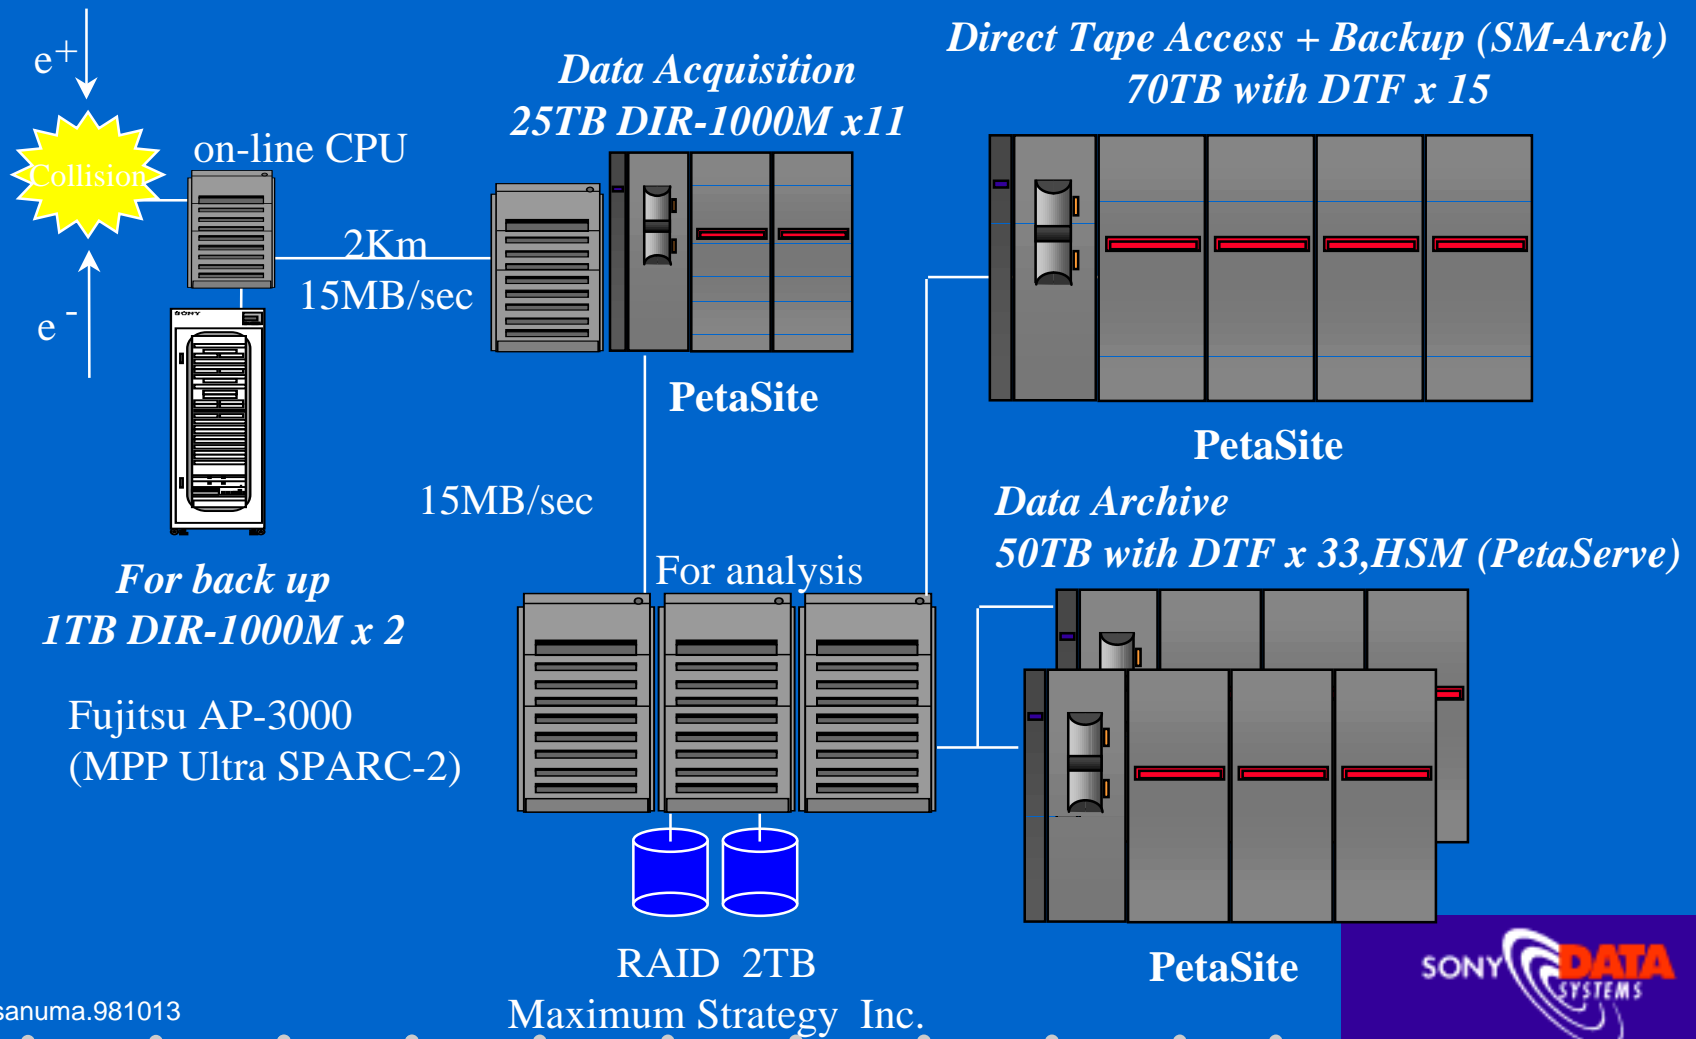 e+
Collision
e -
on-line CPU
2Km
15MB/sec
SONY
For back up
1TB DIR-1000M x 2
Fujitsu AP-3000
(MPP Ultra SPARC-2)
Data Acquisition
25TB DIR-1000M x11
PetaSite
15MB/sec
For analysis
RAID 2TB
Maximum Strategy Inc.
Direct Tape Access + Backup (SM-Arch)
70TB with DTF x 15
PetaSite
Data Archive
50TB with DTF x 33,HSM (PetaServe)
PetaSite
sanuma.981013
SONY DATA
SYSTEMS